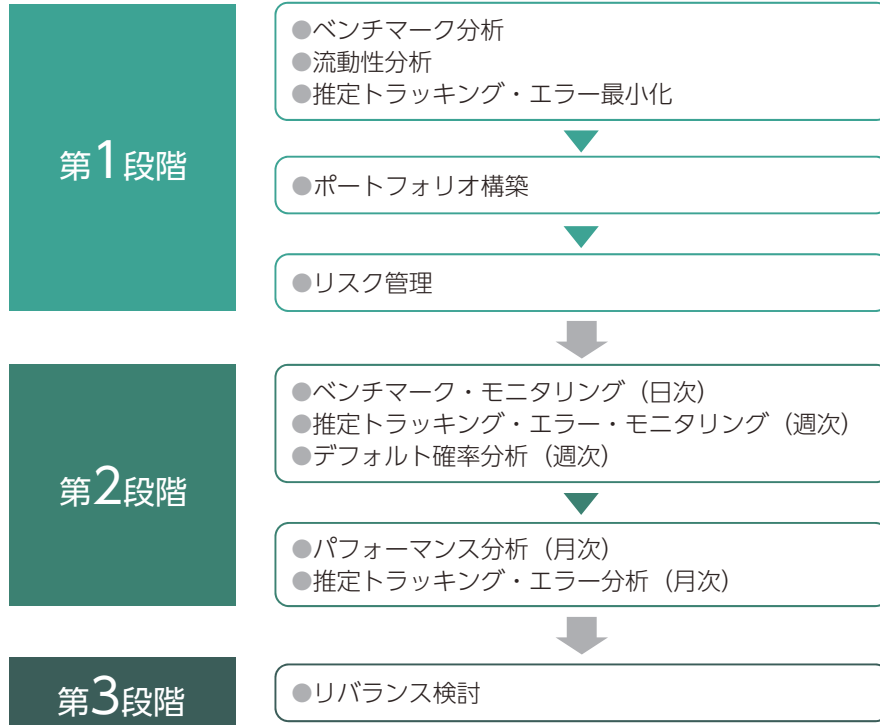 第1段階
●ベンチマーク分析
●流動性分析
●推定トラッキング・エラー最小化
●ポートフォリオ構築
●リスク管理
第2段階
●ベンチマーク・モニタリング（日次）
●推定トラッキング・エラー・モニタリング（週次）
●デフォルト確率分析（週次）
●パフォーマンス分析（月次）
●推定トラッキング・エラー分析（月次）
第3段階
●リバランス検討